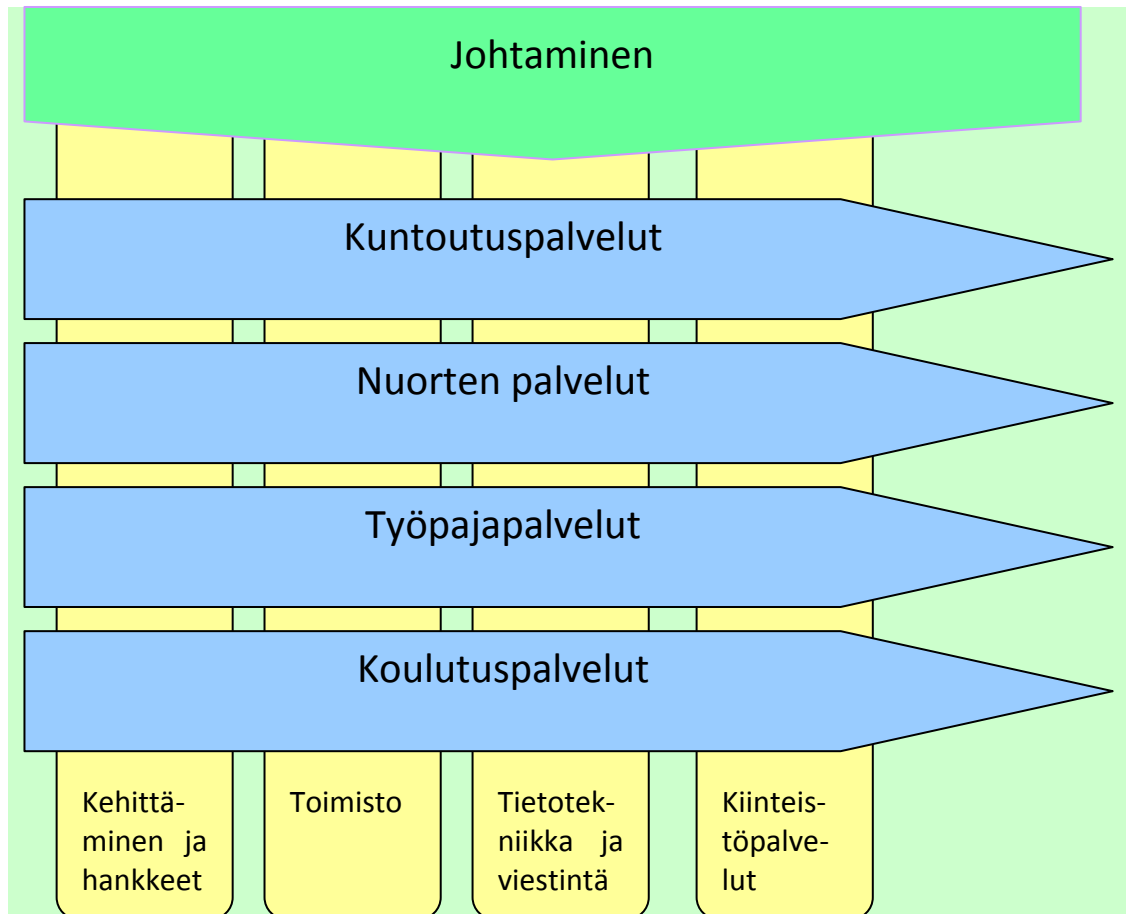 Johtaminen
Kuntoutuspalvelut
Nuorten palvelut
Työpajapalvelut
Koulutuspalvelut
Kehittä-
minen ja
hankkeet
Toimisto
Tietotek-
niikka ja
viestintä
Kiinteis-
töpalve-
lut